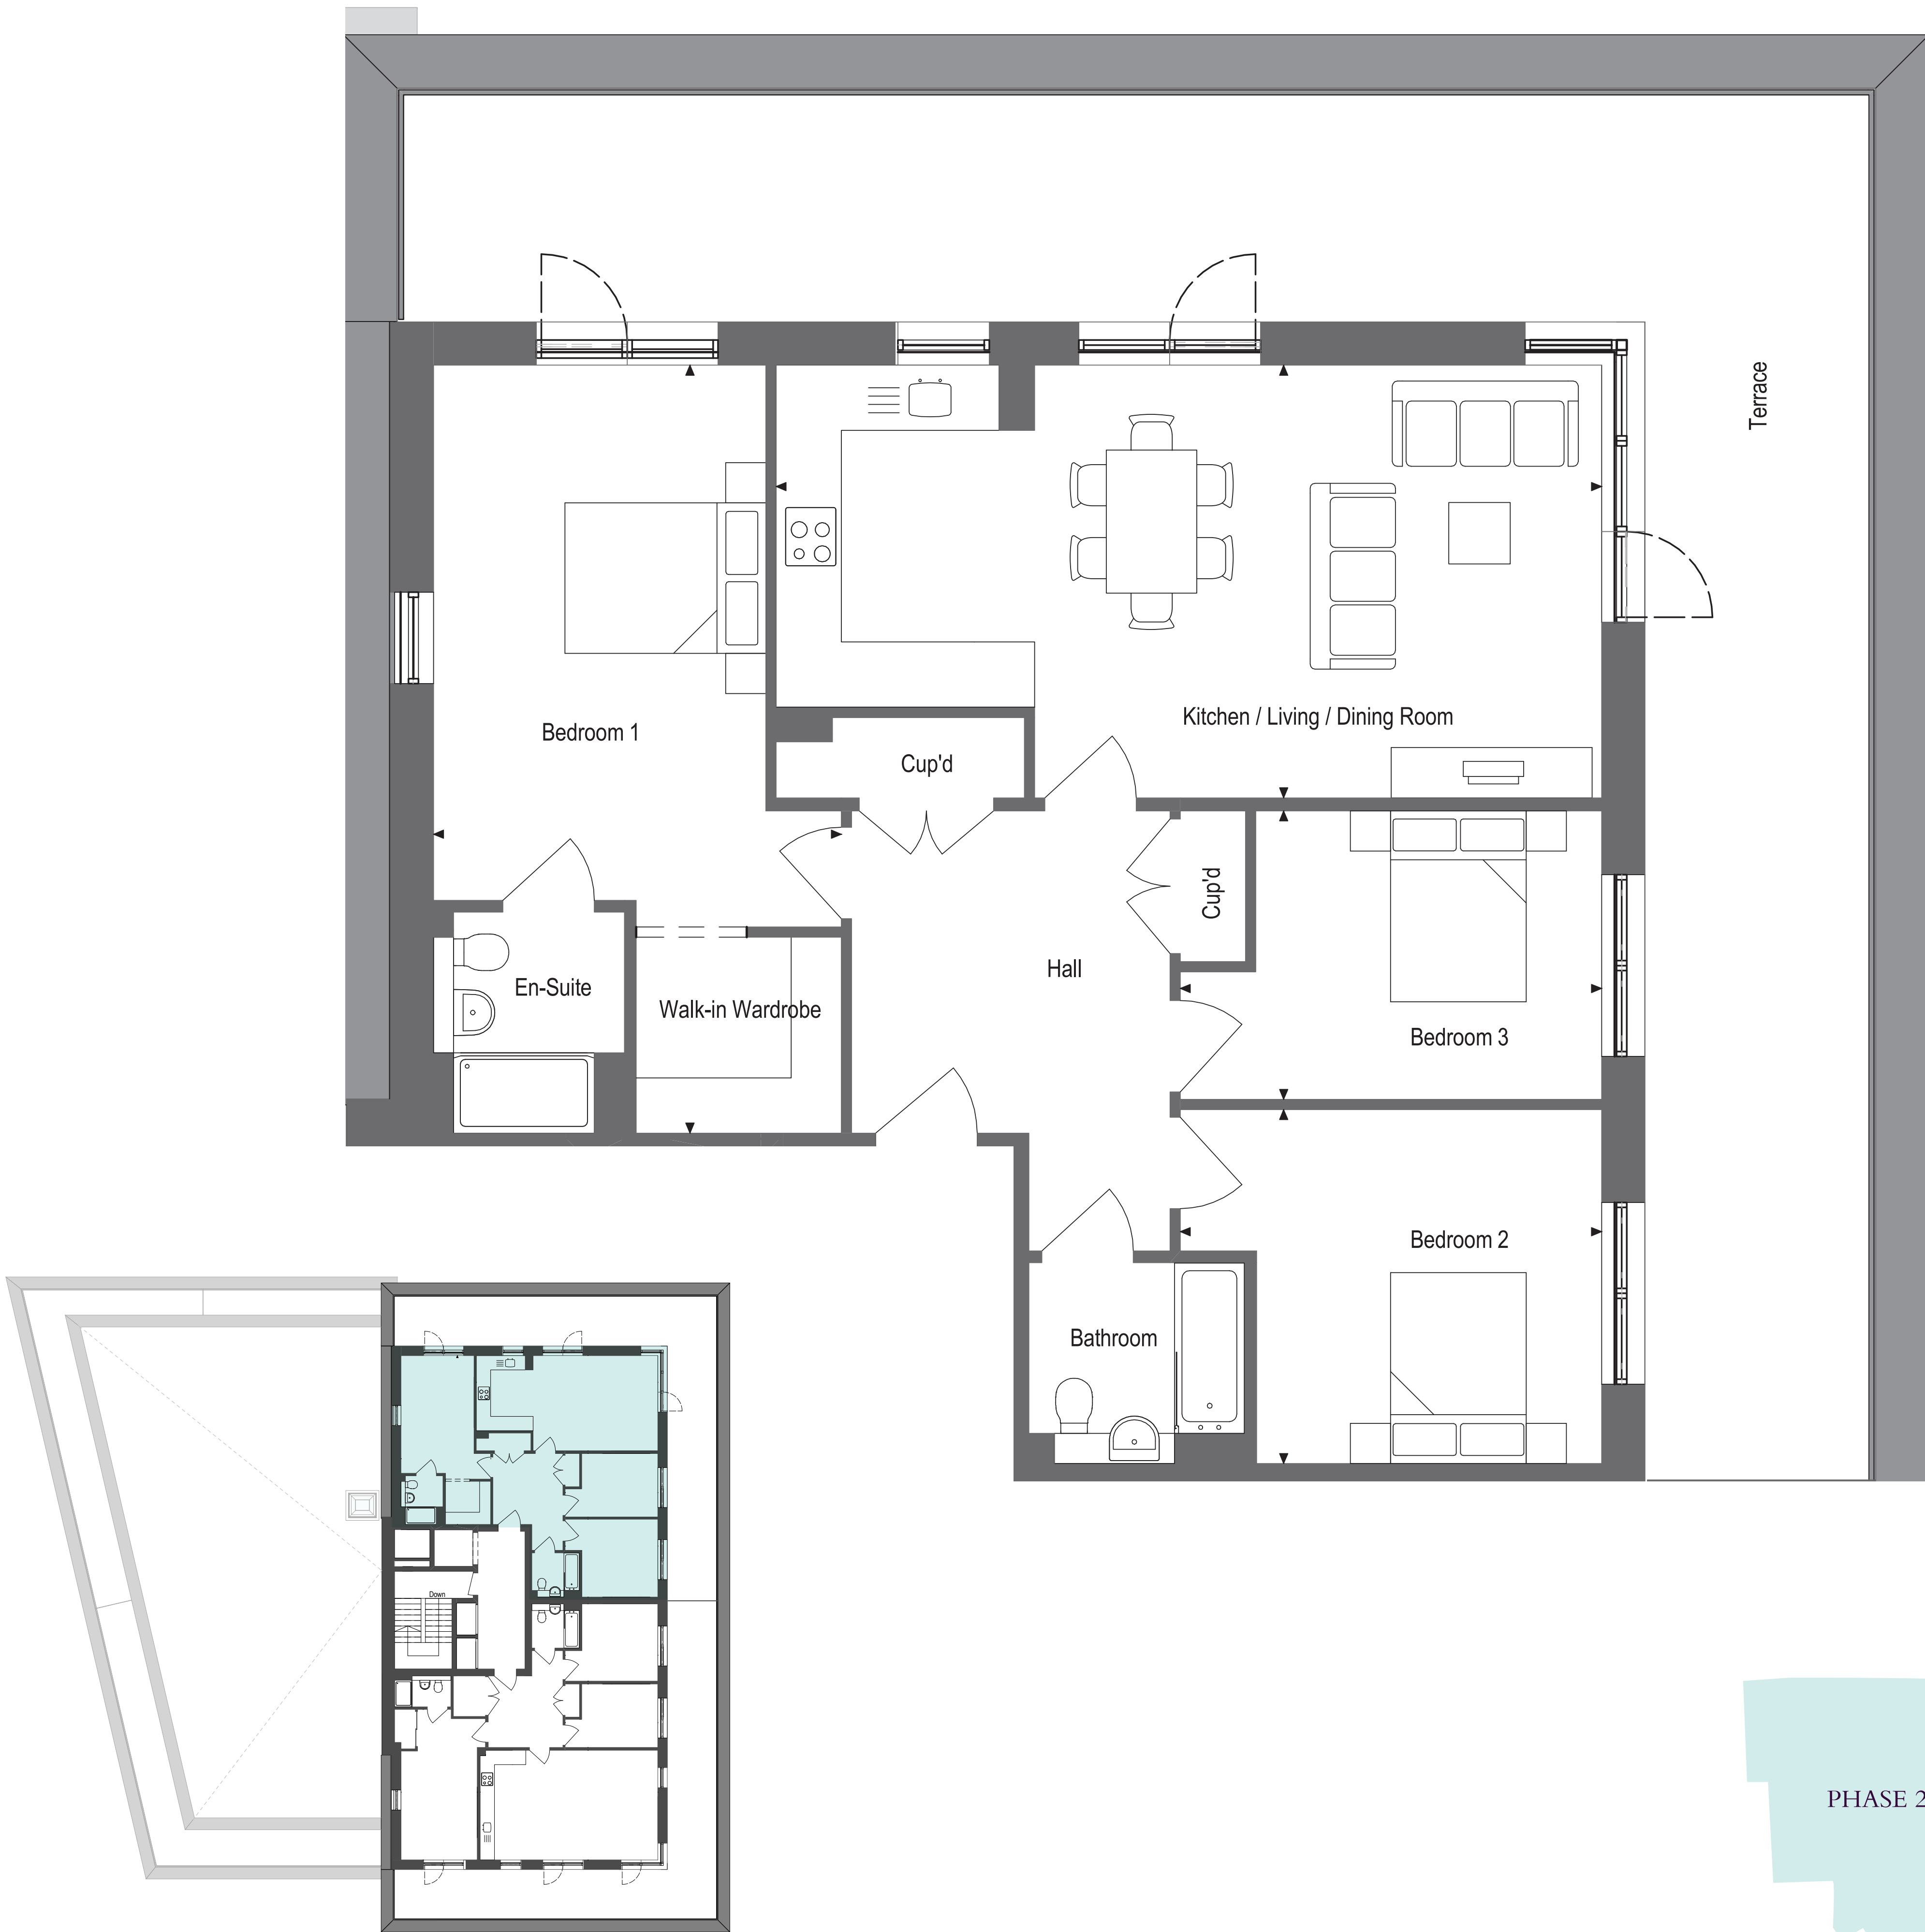 Terrace
Bedroom 1
Kitchen / Living / Dining Room
Cup'd
Cup'd
Hall
En-Suite
Walk-in Wardrobe
Bedroom 3
Bedroom 2
Bathroom
Down
PHASE 2